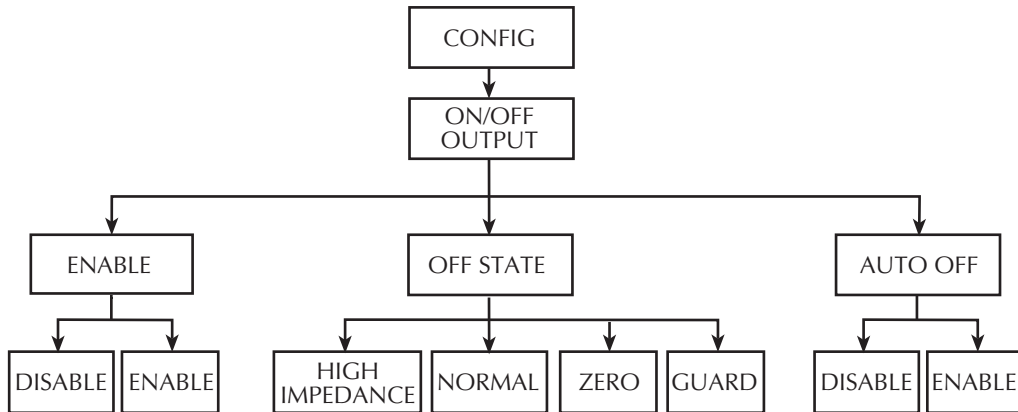 CONFIG
ON/OFF
OUTPUT
ENABLE
OFF STATE
AUTO OFF
DISABLE
ENABLE
HIGH
IMPEDANCE
NORMAL
ZERO
GUARD
DISABLE
ENABLE